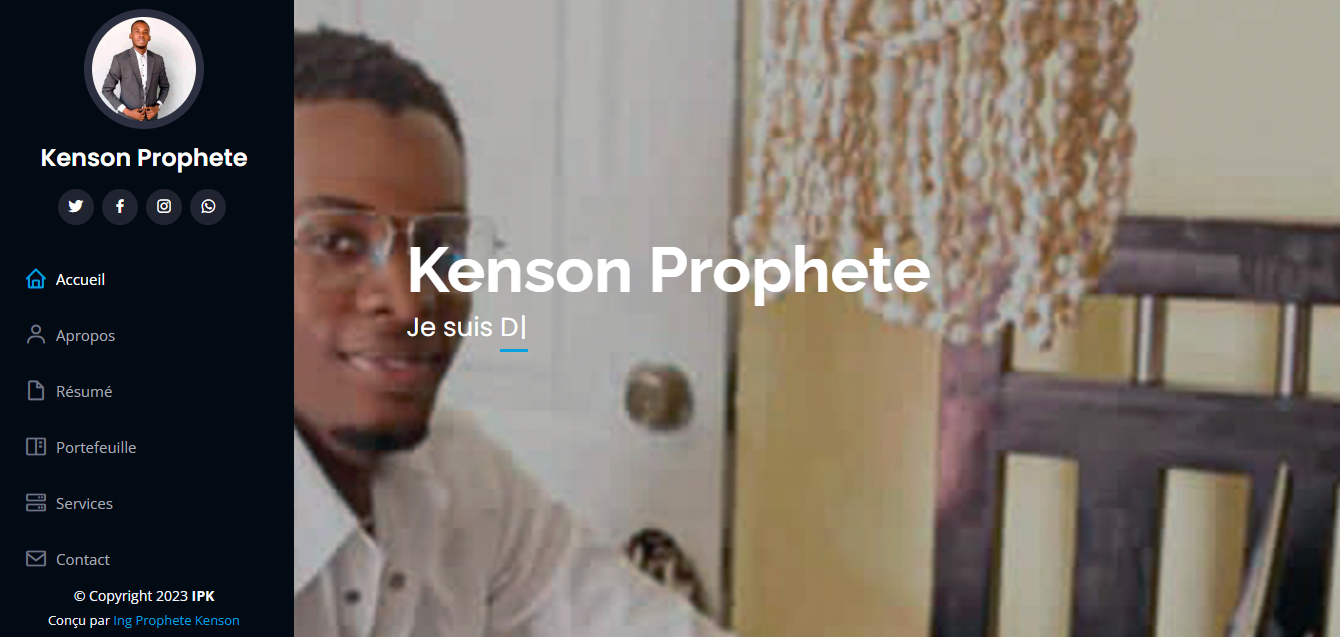 Kenson Prophete
Accueil
Apropos
Résumé
Portefeuille
Services
Contact
© Copyright 2023 IPK
Conçu par Ing Prophete Kenson
Kenson Prophete
Je suis D|